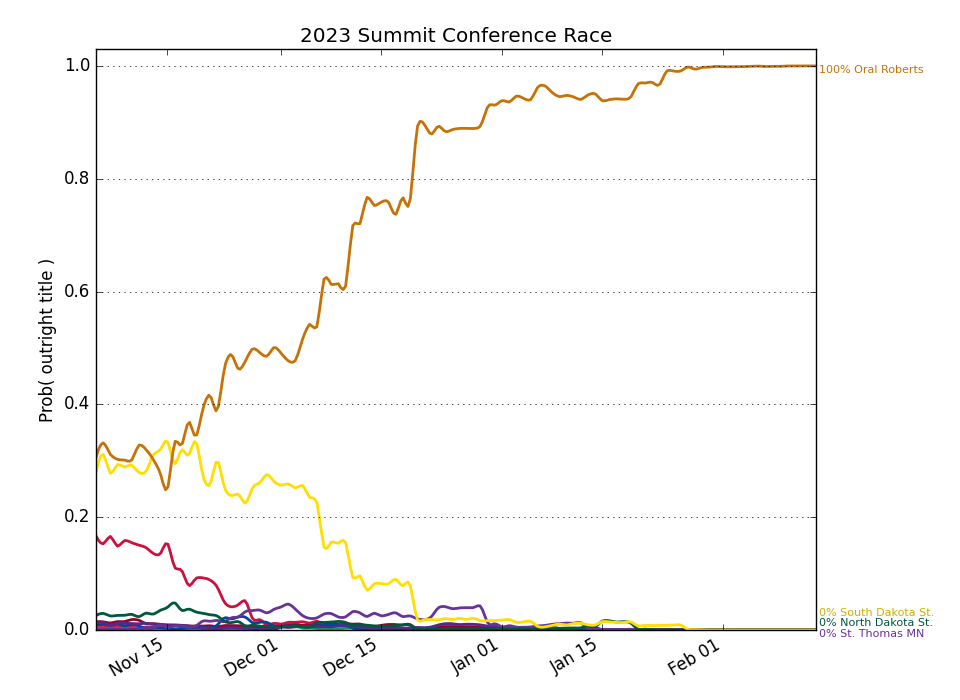 2023 Summit Conference Race
1.0
0.8
0.6
0.4
0.2
0.0
Prob( outright title )
Nov 15
Dec 01
Dec 15
Jan 01
Jan 15
Feb 01
100% Oral Roberts
0% South Dakota St.
0% North Dakota St.
0% St. Thomas MN